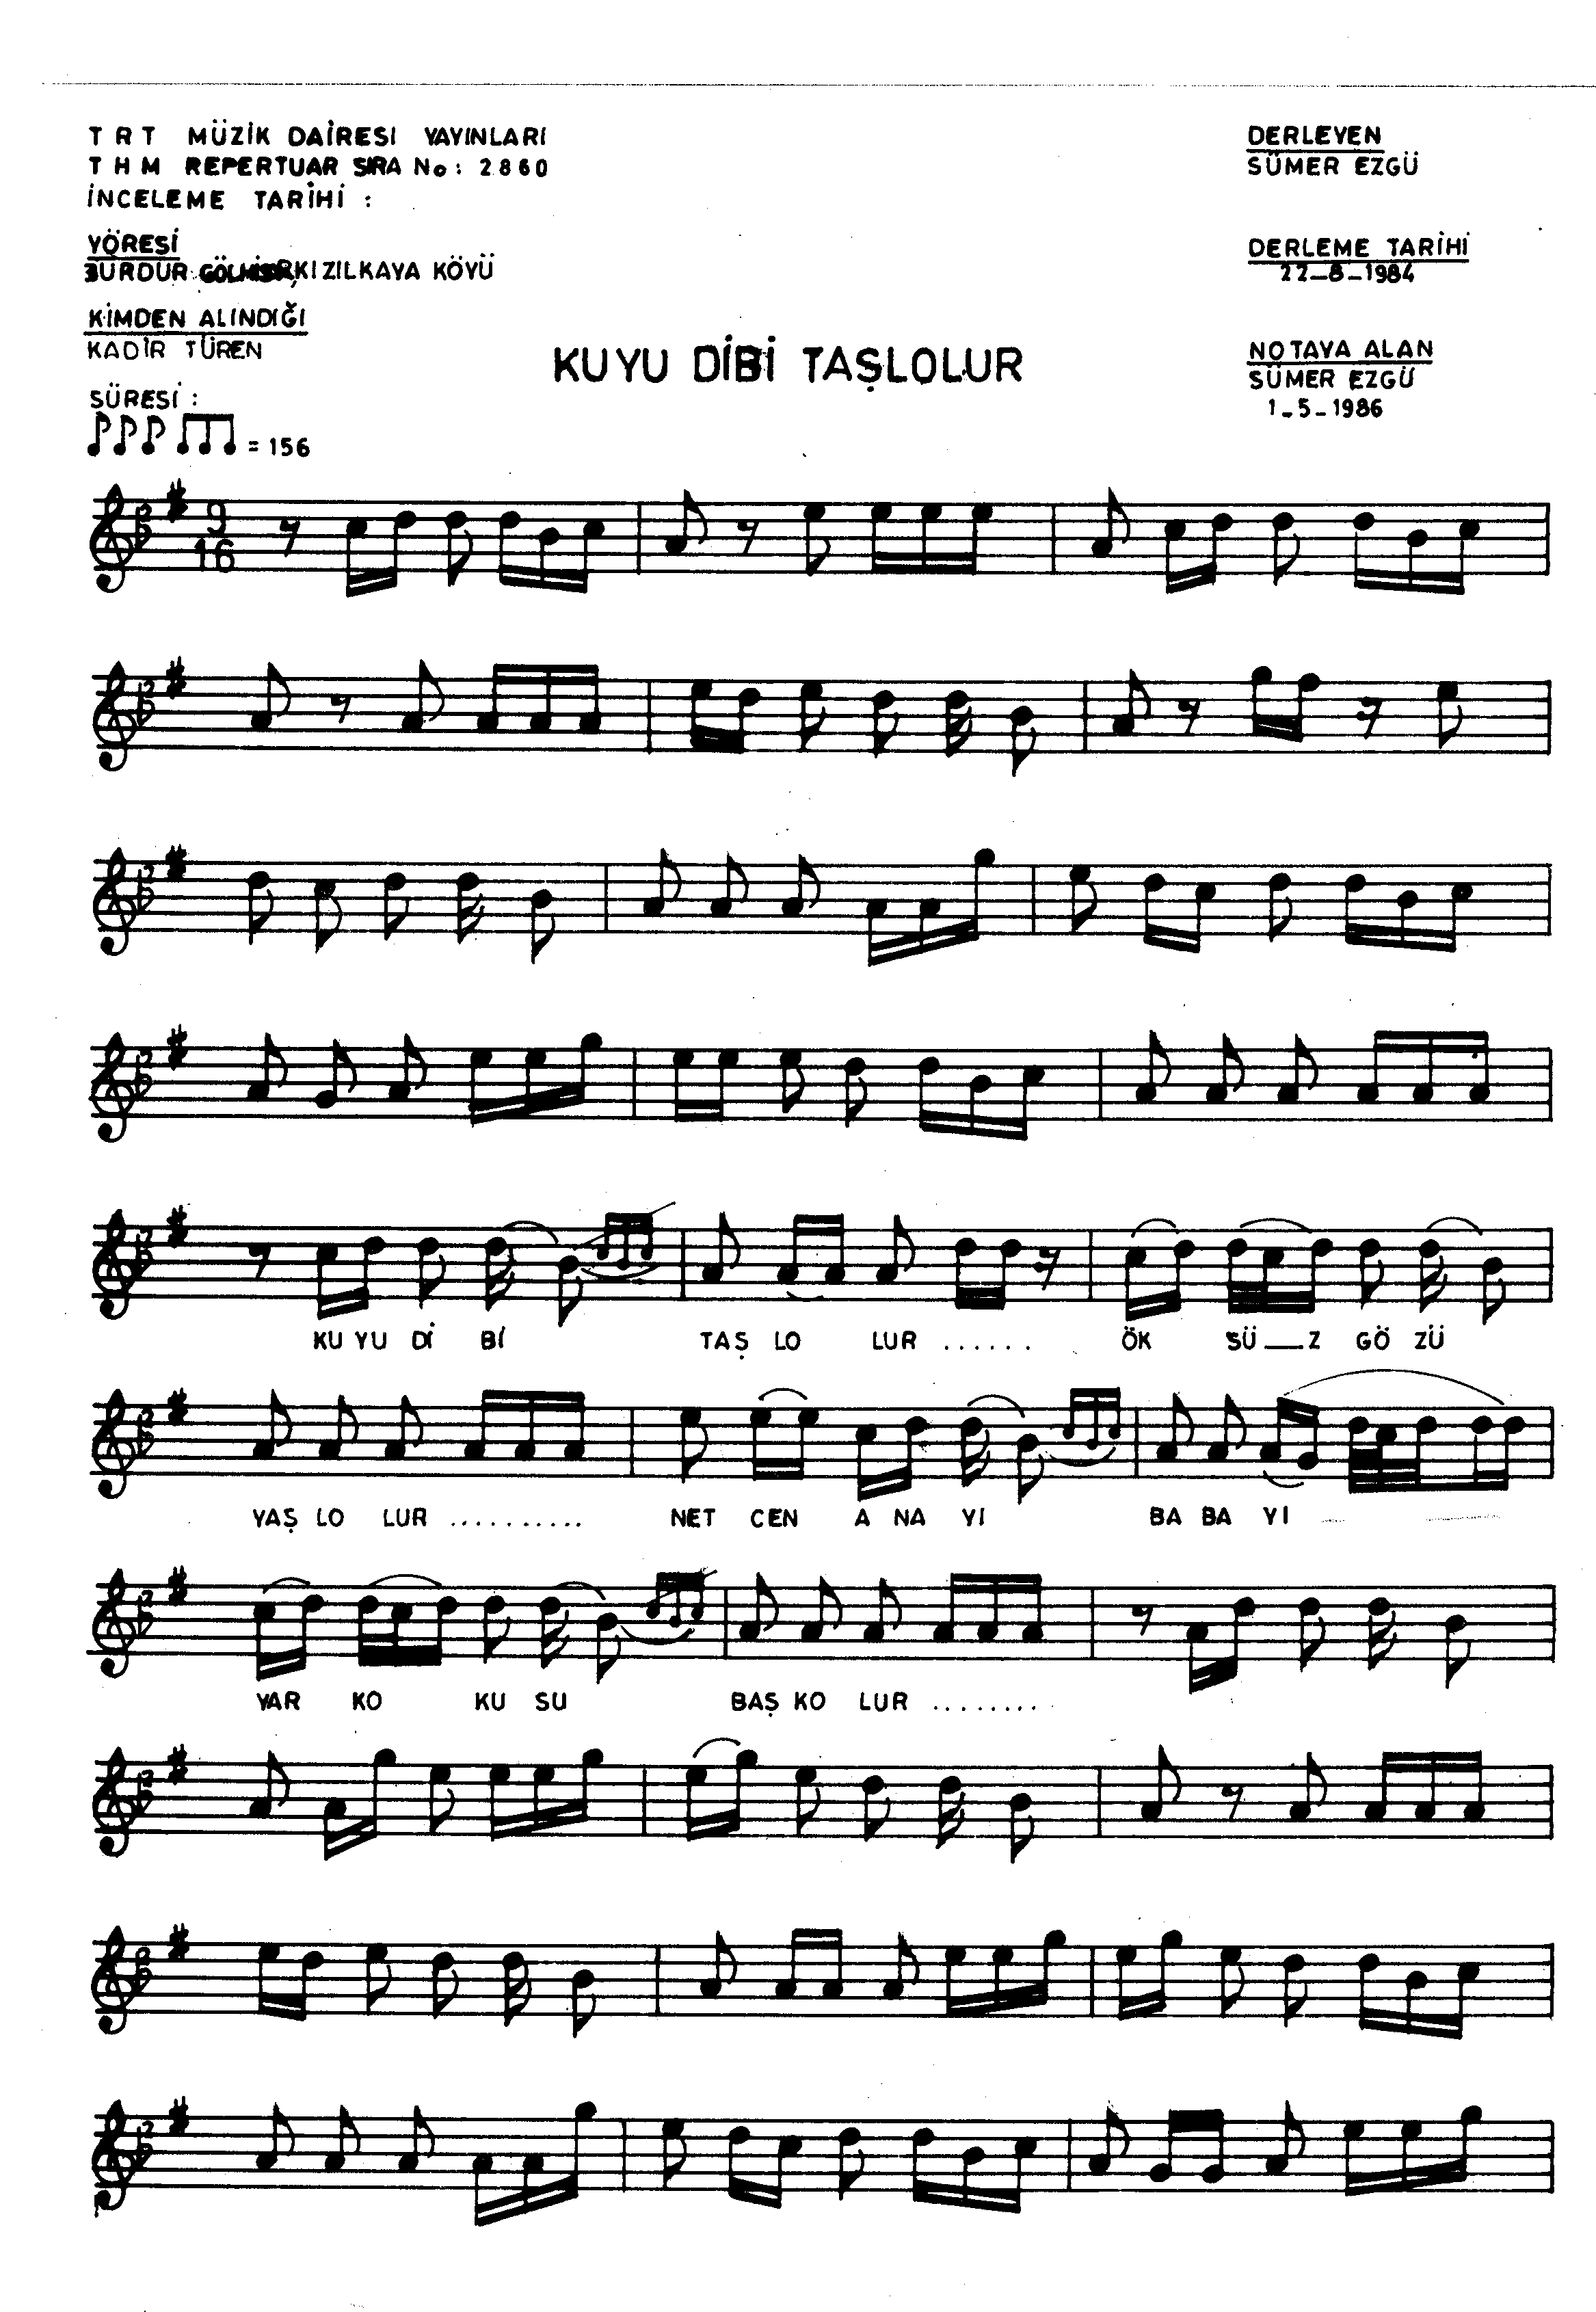 TRT MÜZİK DAİRESİ YAYINLARI
THM REPERTUAR SIRA No: 2860
İNCELEME TARİHİ :
YÖRESİ
BURDUR GÖLHİSAR, KIZILKAYA KÖYÜ
KİMDEN ALINDIĞI
KADİR TÜREN
SÜRESİ :
= 156
KUYU DİBİ TAŞLOLUR
DERLEYEN
SÜMER EZGÜ
DERLEME TARİHİ
22-8-1984
NOTAYA ALAN
SÜMER EZGÜ
1-5-1986
9
16
KU YU Dİ Bİ TAŞ LO LUR ...... ÖK SÜ—Z GÖ ZÜ
YAŞ LO LUR .......... NET CEN A NA YI BA BA YI
YAR KO KU SU BAŞ KO LUR ........